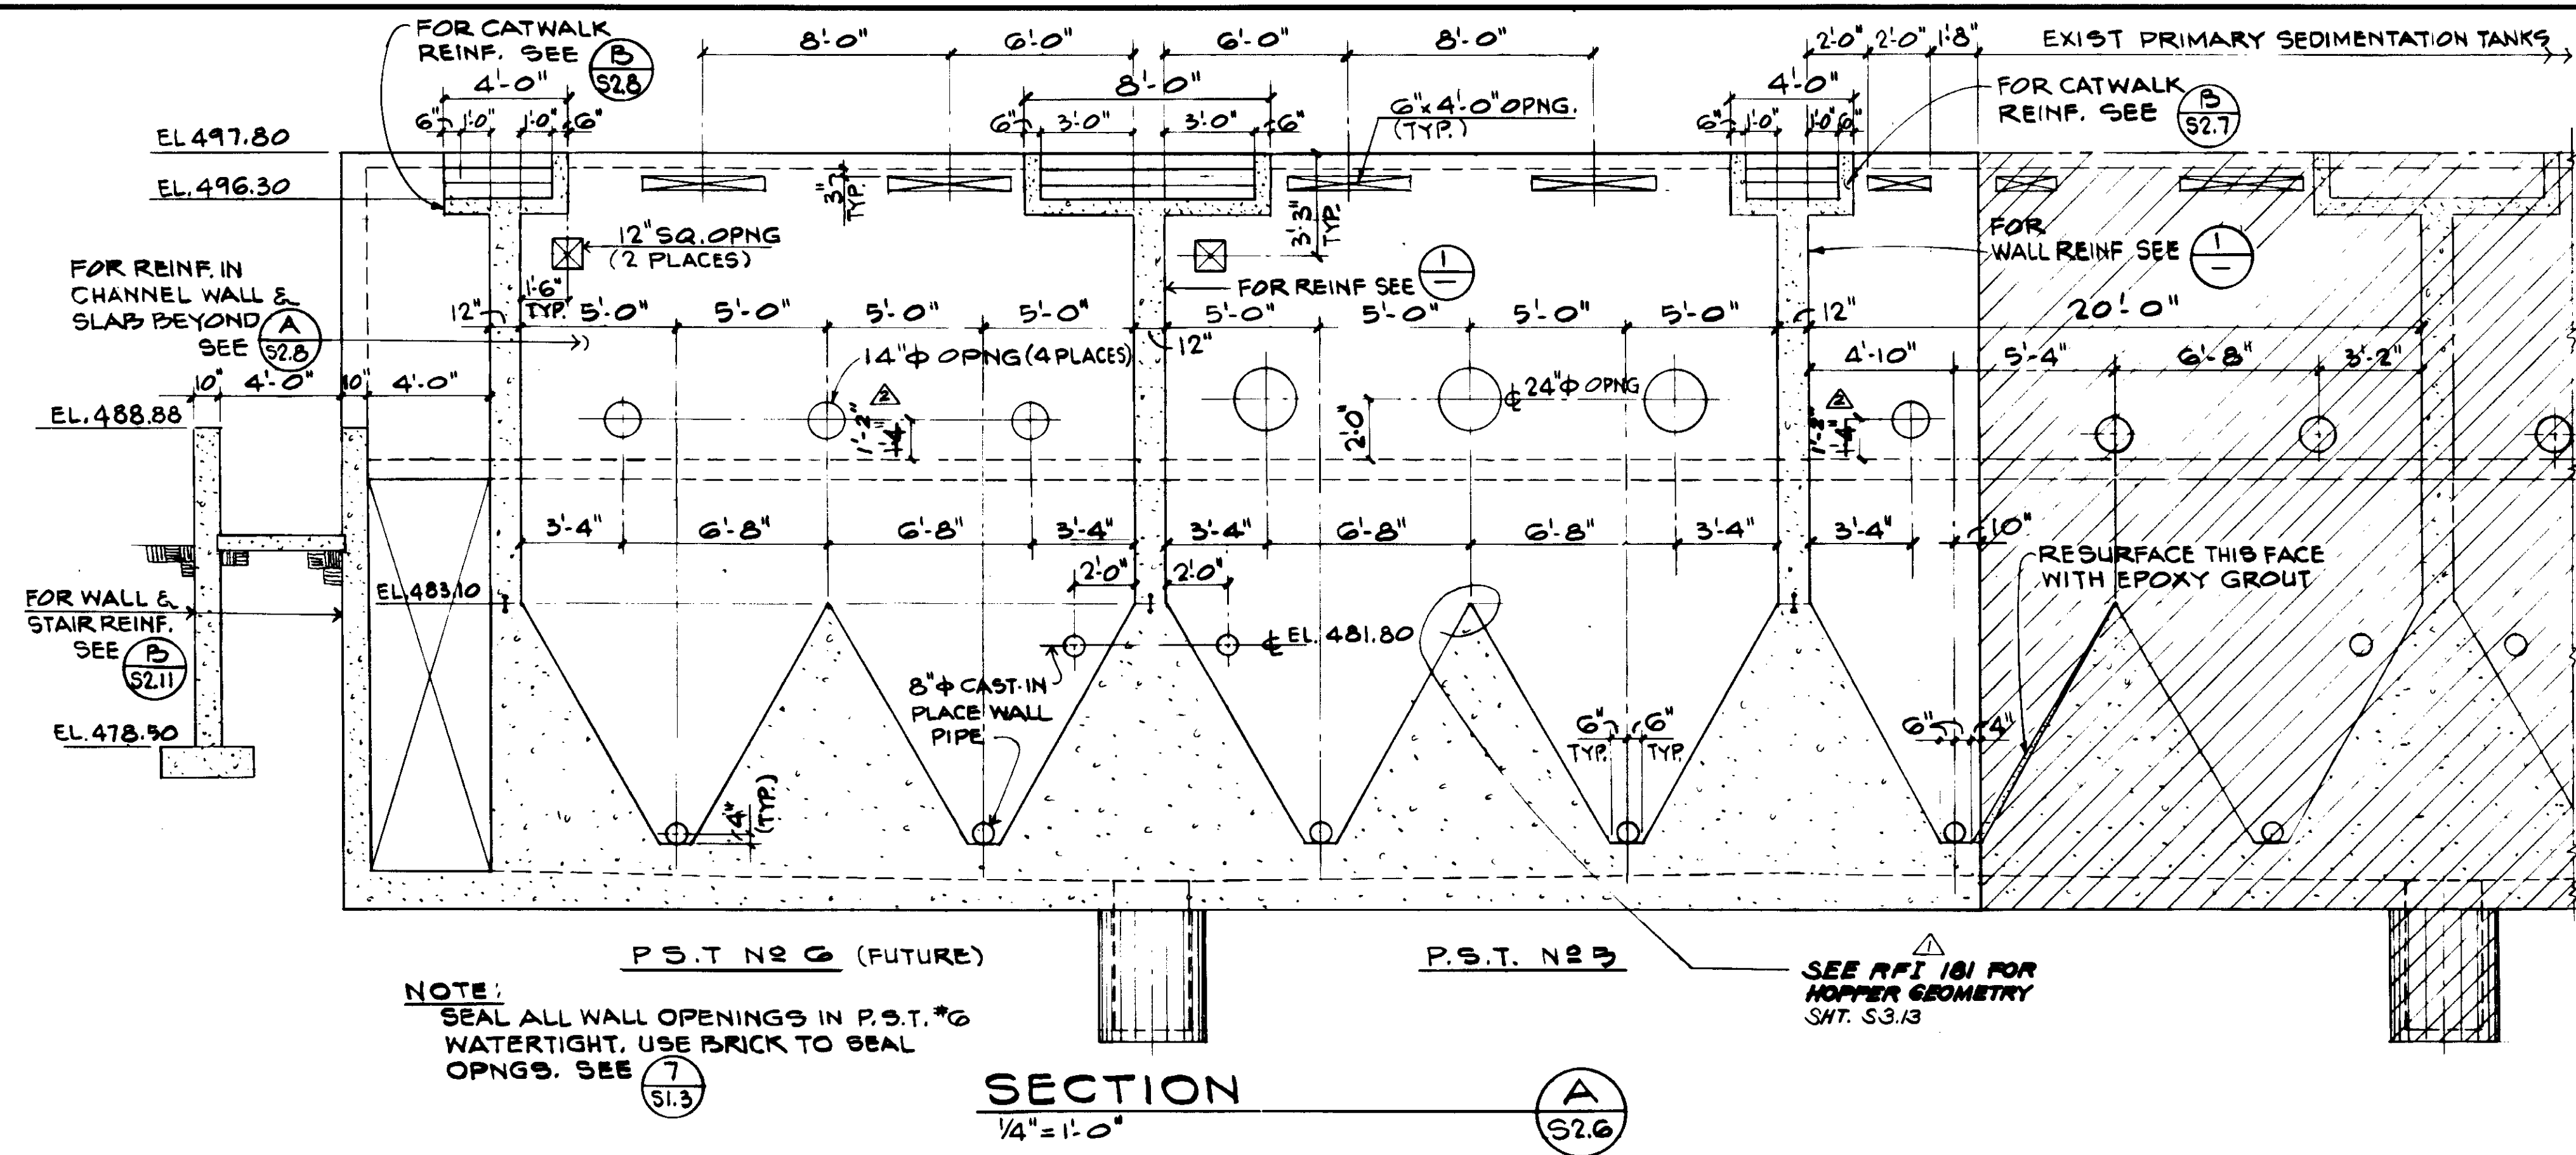 FOR CATWALK
REINF. SEE
B
S2.8
8'-0"
6'-0"
6'-0"
8'-0"
2'-0"
2'-0"
1'-8"
EXIST PRIMARY SEDIMENTATION TANKS
4'-0"
8'-0"
6"x4'-0" OPNG.
(TYP.)
4'-0"
FOR CATWALK
REINF. SEE
B
S2.7
6"
1'-0"
1'-0"
6"
6"
3'-0"
3'-0"
6"
6"
1'-0"
1'-0"
6"
EL 497.80
EL. 496.30
3"
TYP.
3'-3"
TYP.
12" SQ. OPNG
(2 PLACES)
FOR
WALL REINF SEE
1
—
FOR REINF. IN
CHANNEL WALL &
SLAB BEYOND
SEE
A
S2.8
FOR REINF SEE
1
—
1'-6"
TYP.
12"
5'-0"
5'-0"
5'-0"
5'-0"
12"
5'-0"
5'-0"
5'-0"
5'-0"
12"
20'-0"
14"ϕ OPNG (4 PLACES)
4'-10"
5'-4"
6'-8"
3'-2"
10"
4'-0"
10"
4'-0"
24"ϕ OPNG
EL. 488.88
2
1'-2"
1'-4
2'-0"
2
1'-2"
1'-4
3'-4"
6'-8"
6'-8"
3'-4"
3'-4"
6'-8"
6'-8"
3'-4"
3'-4"
10"
RESURFACE THIS FACE
WITH EPOXY GROUT
2'-0"
2'-0"
EL.483.10
FOR WALL &
STAIR REINF.
SEE
B
S2.11
℄ EL. 481.80
8"ϕ CAST-IN
PLACE WALL
PIPE
6"
TYP.
6"
TYP.
6"
4"
EL. 478.50
4"
(TYP.)
P.S.T Nº 6 (FUTURE)
P.S.T. Nº 5
1
SEE RFI 181 FOR
HOPPER GEOMETRY
SHT. S3.13
NOTE:
SEAL ALL WALL OPENINGS IN P.S.T. #6
WATERTIGHT. USE BRICK TO SEAL
OPNGS. SEE
7
S1.3
SECTION
1/4" = 1'-0"
A
S2.6